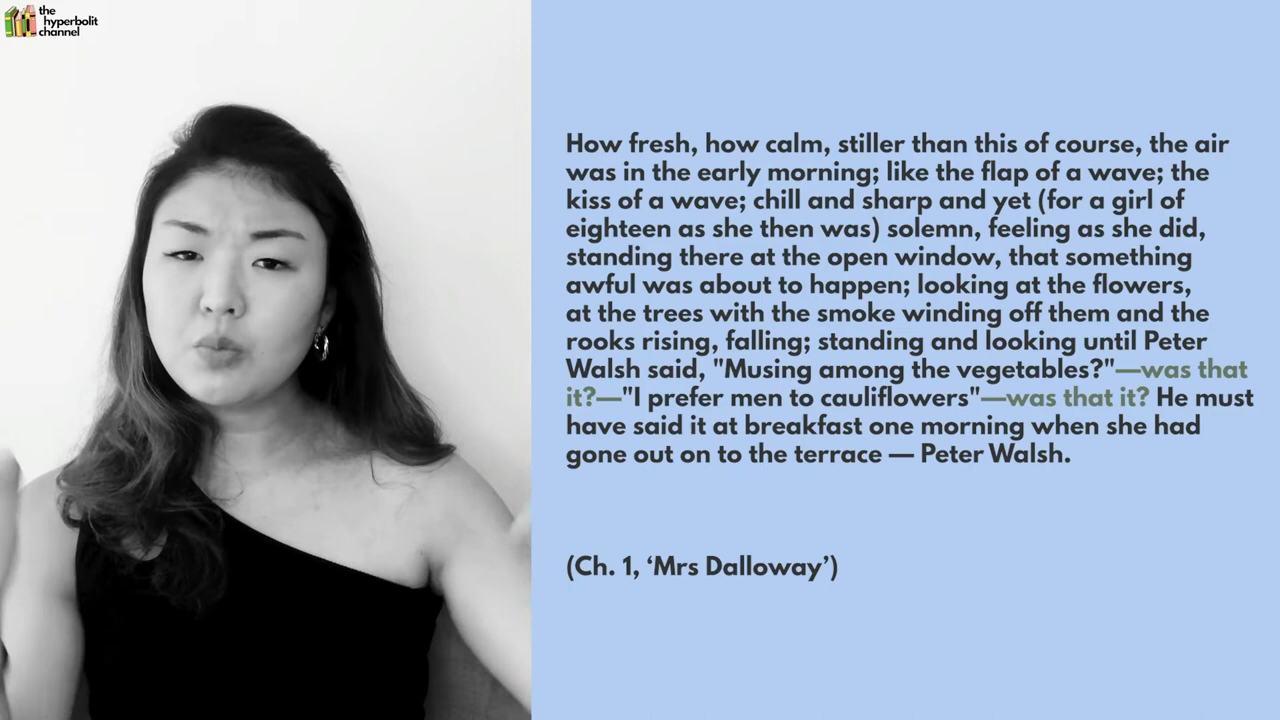 the
hyperbolit
channel
How fresh, how calm, stiller than this of course, the air
was in the early morning; like the flap of a wave; the
kiss of a wave; chill and sharp and yet (for a girl of
eighteen as she then was) solemn, feeling as she did,
standing there at the open window, that something
awful was about to happen; looking at the flowers,
at the trees with the smoke winding off them and the
rooks rising, falling; standing and looking until Peter
Walsh said, "Musing among the vegetables?"—was that
it?—"I prefer men to cauliflowers"—was that it? He must
have said it at breakfast one morning when she had
gone out on to the terrace — Peter Walsh.
(Ch. 1, ‘Mrs Dalloway’)